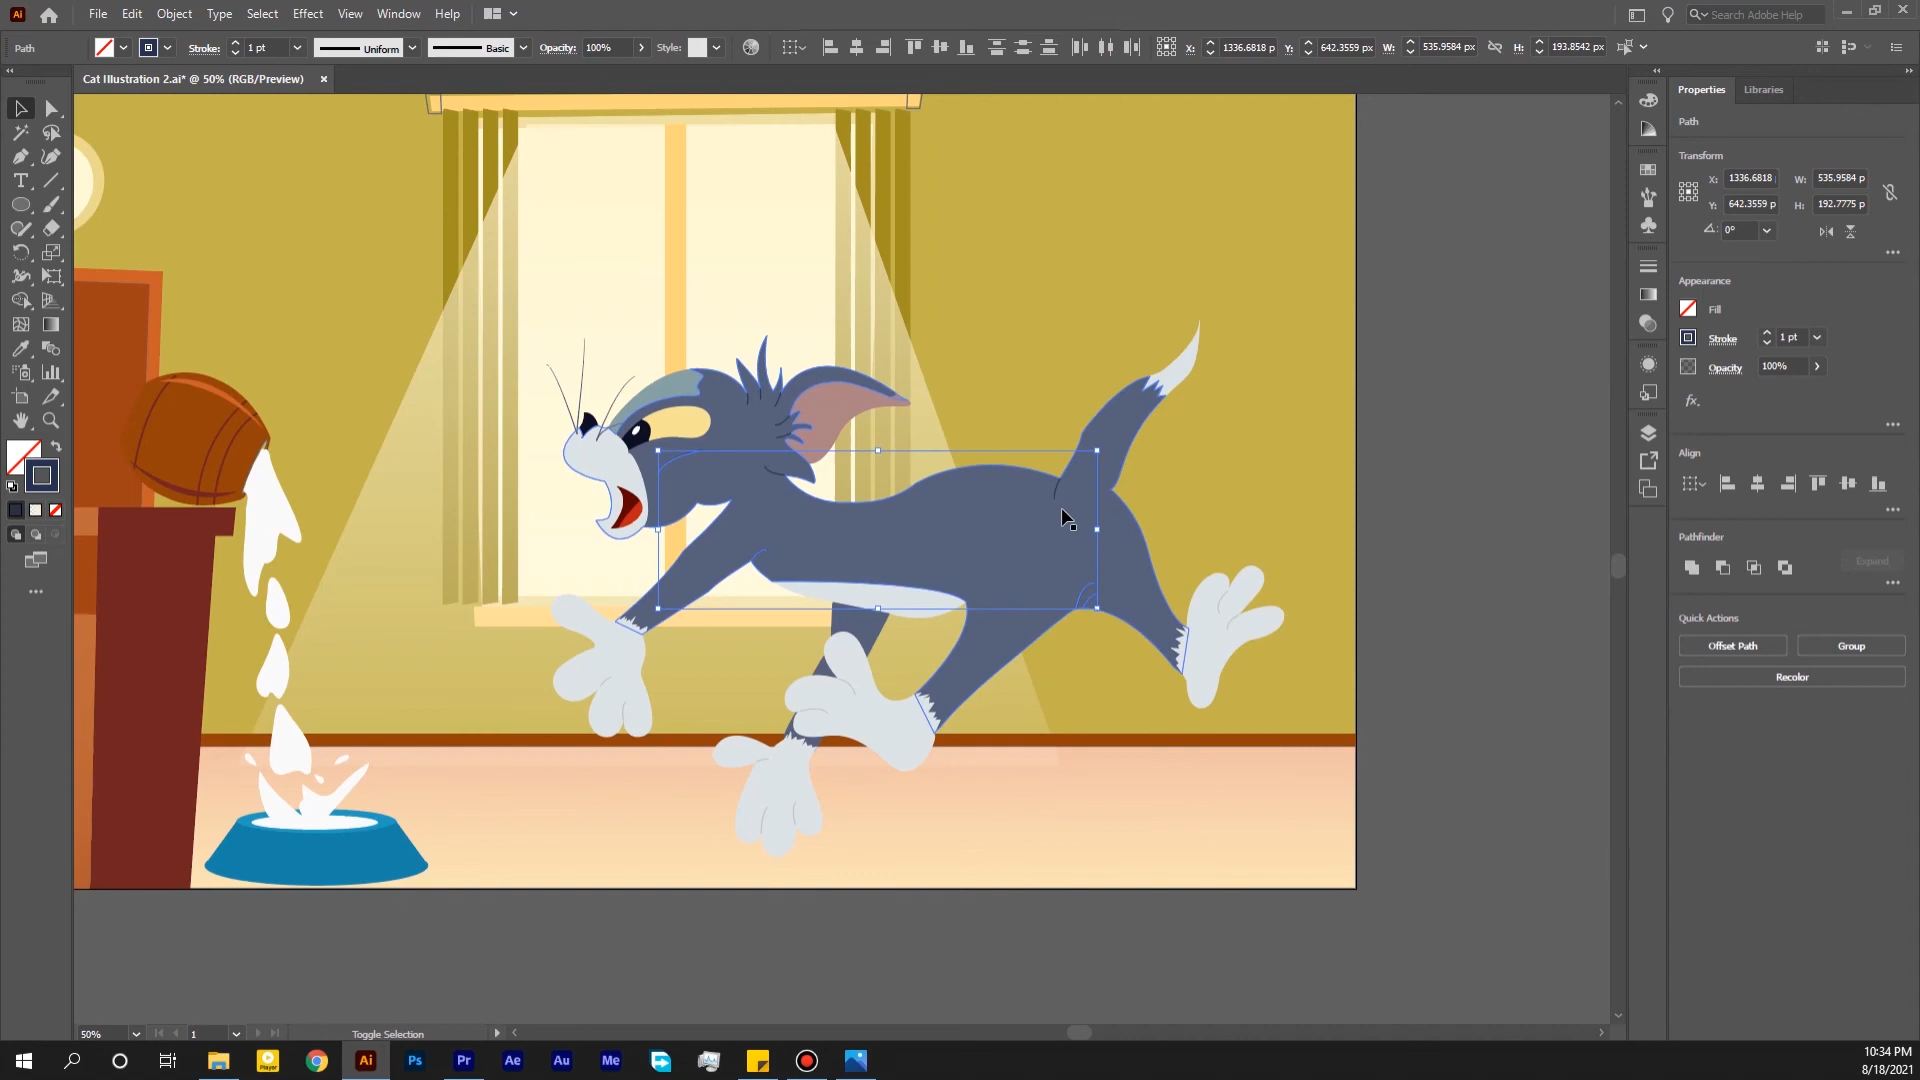 Ai File Edit Object Type Select Effect View Window Help Search Adobe Help
Path Stroke: 1 pt Uniform Basic Opacity: 100% Style: X: 1336.6818 p Y: 642.3559 px W: 535.9584 px H: 193.8542 px
Cat Illustration 2.ai* @ 50% (RGB/Preview)
Properties Libraries
Path
Transform
X: 1336.6818 W: 535.9584 p
Y: 642.3559 p H: 192.7775 p
0°
Appearance
Fill
Stroke 1 pt
Opacity 100%
fx.
Align
Pathfinder
Expand
Quick Actions
Offset Path Group
Recolor
50% 1 Toggle Selection
Player Ai Ps Pr Ae Au Me
10:34 PM
8/18/2021